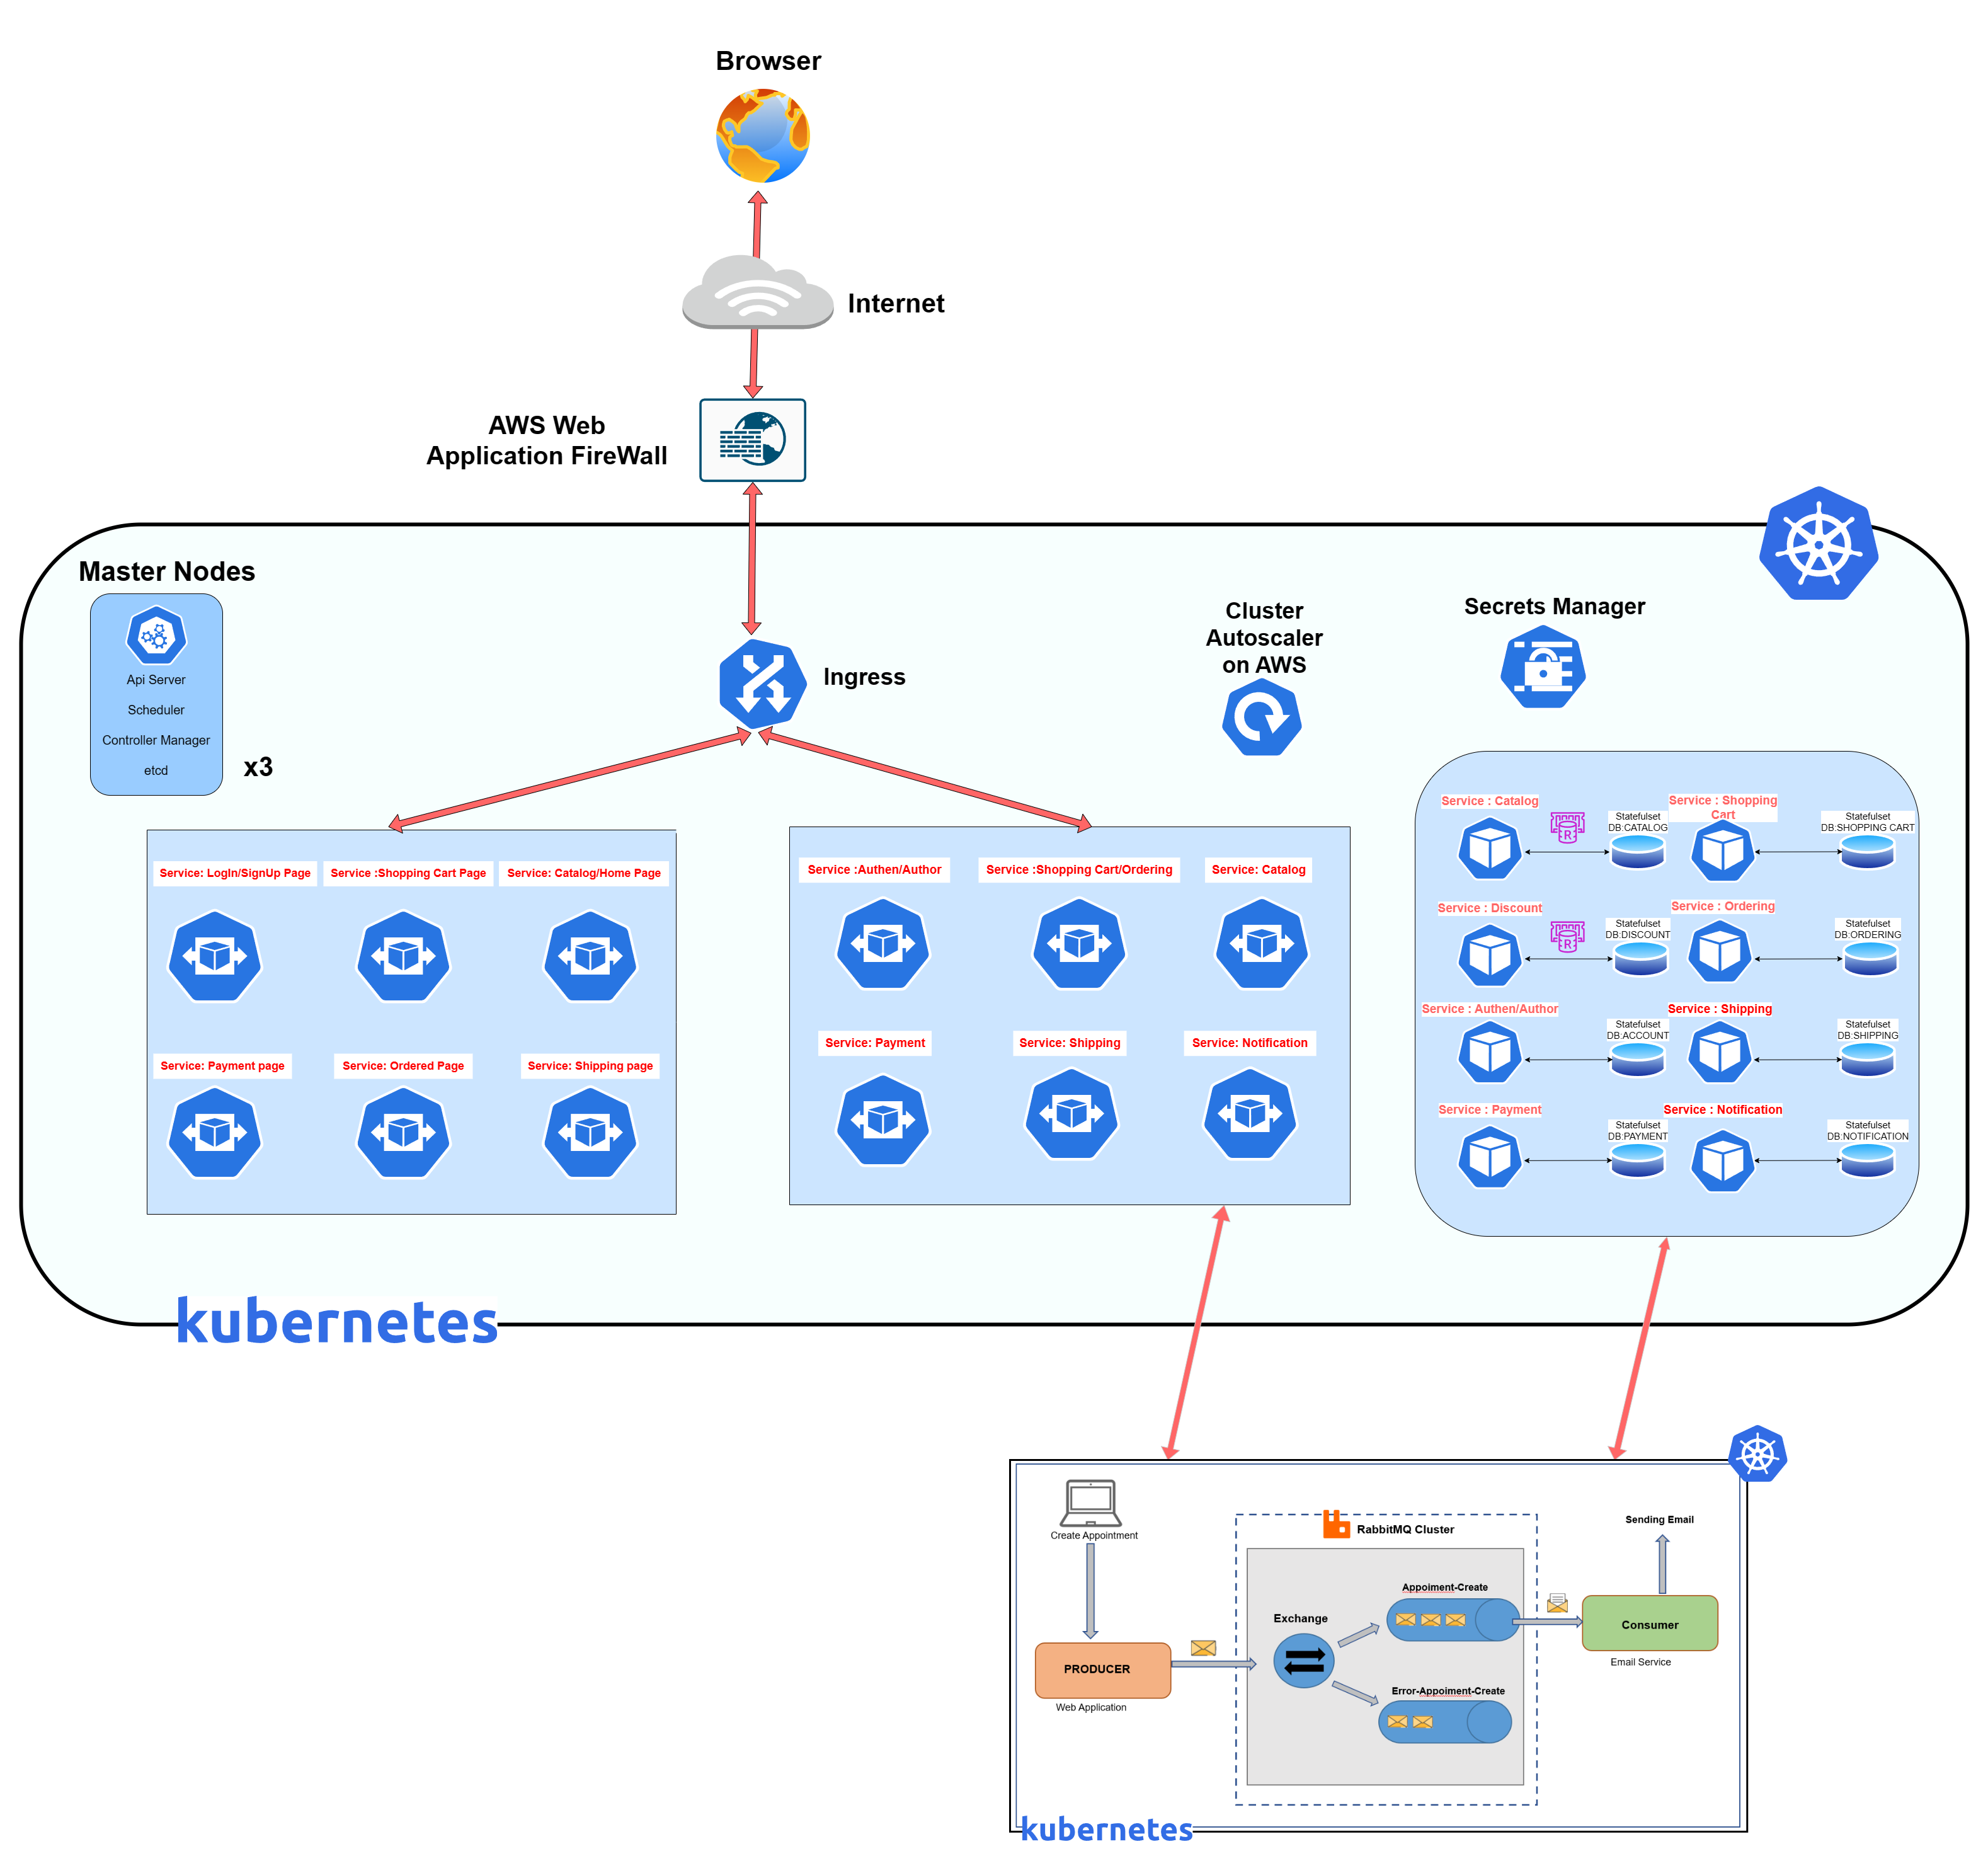 Browser
Internet
AWS Web
Application FireWall
Master Nodes
Api Server
Scheduler
Controller Manager
etcd
x3
Ingress
Cluster
Autoscaler
on AWS
Secrets Manager
Service: LogIn/SignUp Page
Service :Shopping Cart Page
Service: Catalog/Home Page
Service: Payment page
Service: Ordered Page
Service: Shipping page
Service :Authen/Author
Service :Shopping Cart/Ordering
Service: Catalog
Service: Payment
Service: Shipping
Service: Notification
Service : Catalog
R
Statefulset
DB:CATALOG
Service : Shopping
Cart
Statefulset
DB:SHOPPING CART
Service : Discount
R
Statefulset
DB:DISCOUNT
Service : Ordering
Statefulset
DB:ORDERING
Service : Authen/Author
Statefulset
DB:ACCOUNT
Service : Shipping
Statefulset
DB:SHIPPING
Service : Payment
Statefulset
DB:PAYMENT
Service : Notification
Statefulset
DB:NOTIFICATION
kubernetes
Create Appointment
PRODUCER
Web Application
RabbitMQ Cluster
Exchange
Appoiment-Create
Error-Appoiment-Create
Sending Email
Consumer
Email Service
kubernetes